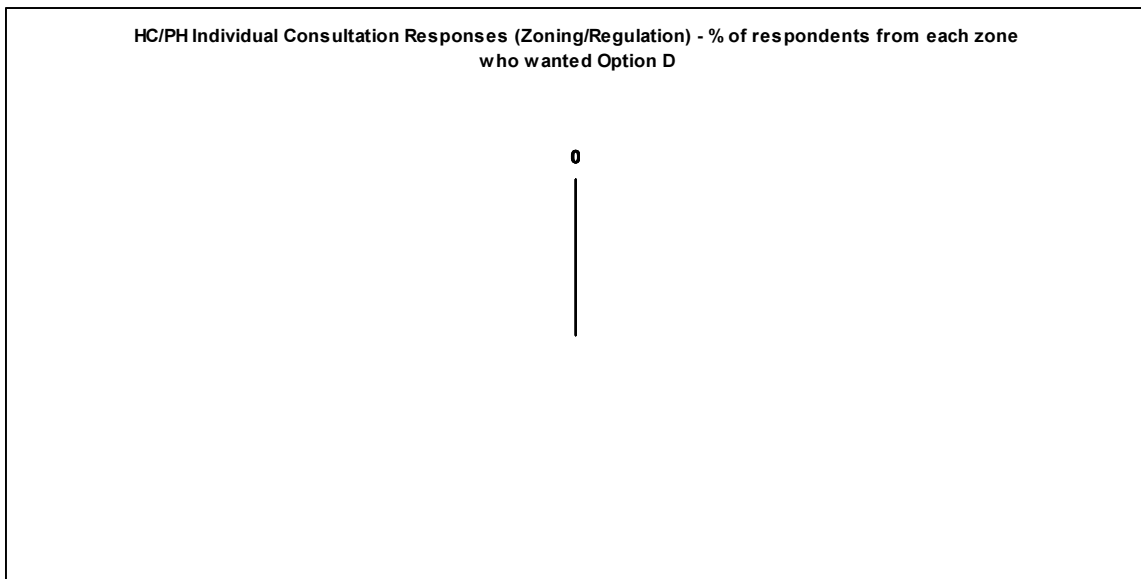 HC/PH Individual Consultation Responses (Zoning/Regulation) - % of respondents from each zone
who wanted Option D
0